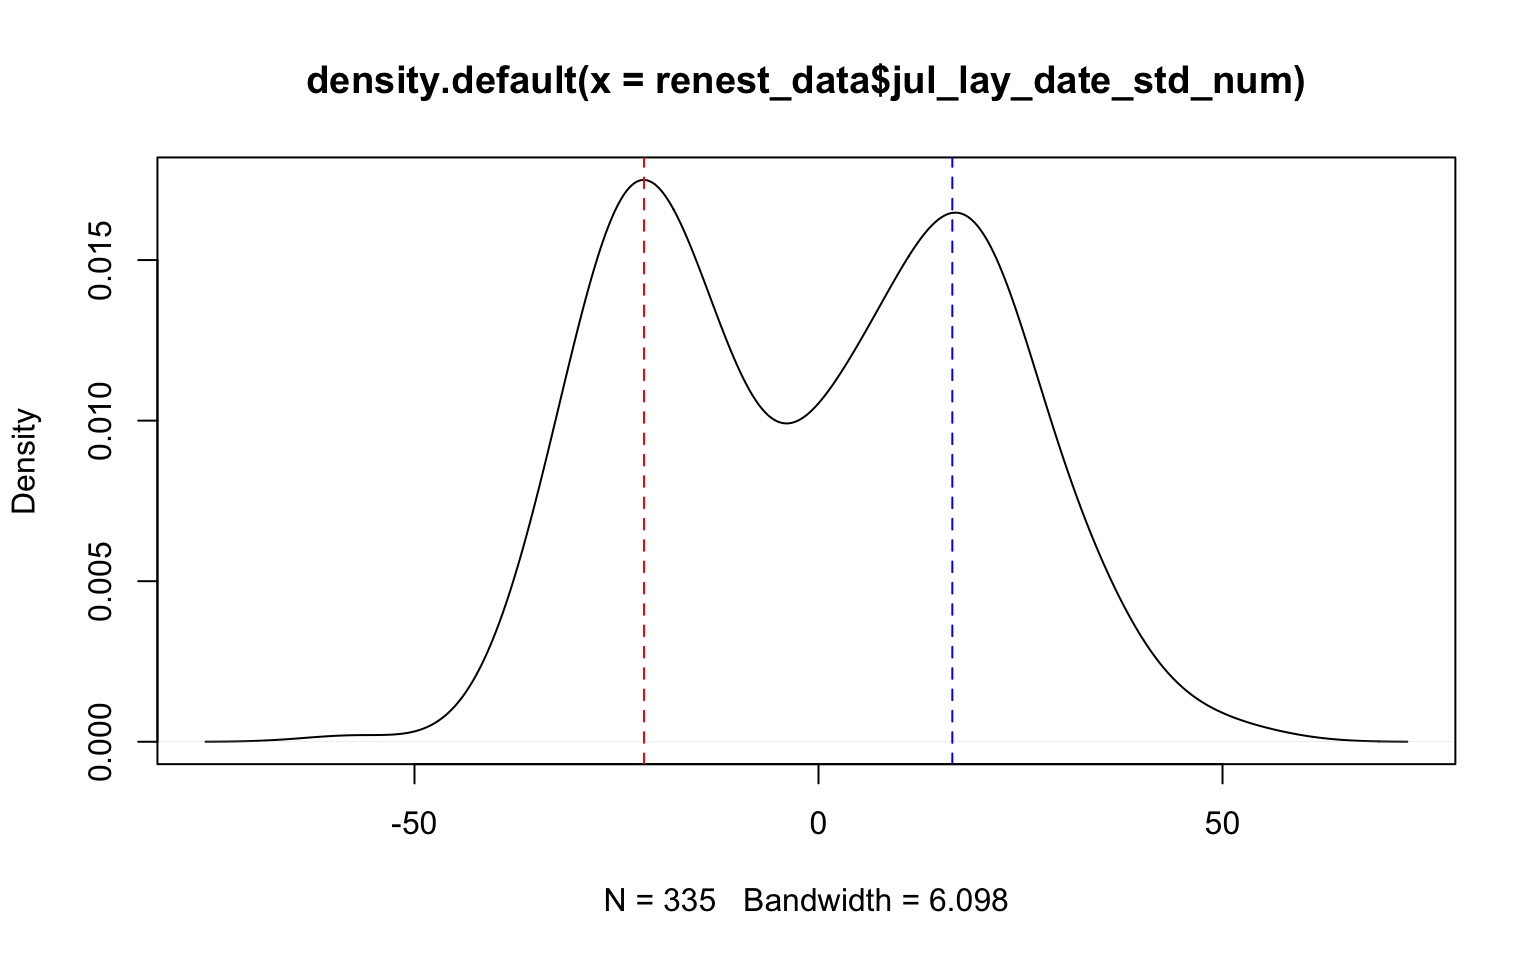 density.default(x = renest_data$jul_lay_date_std_num)
Density
0.015
0.010
0.005
0.000
-50 0 50
N = 335 Bandwidth = 6.098